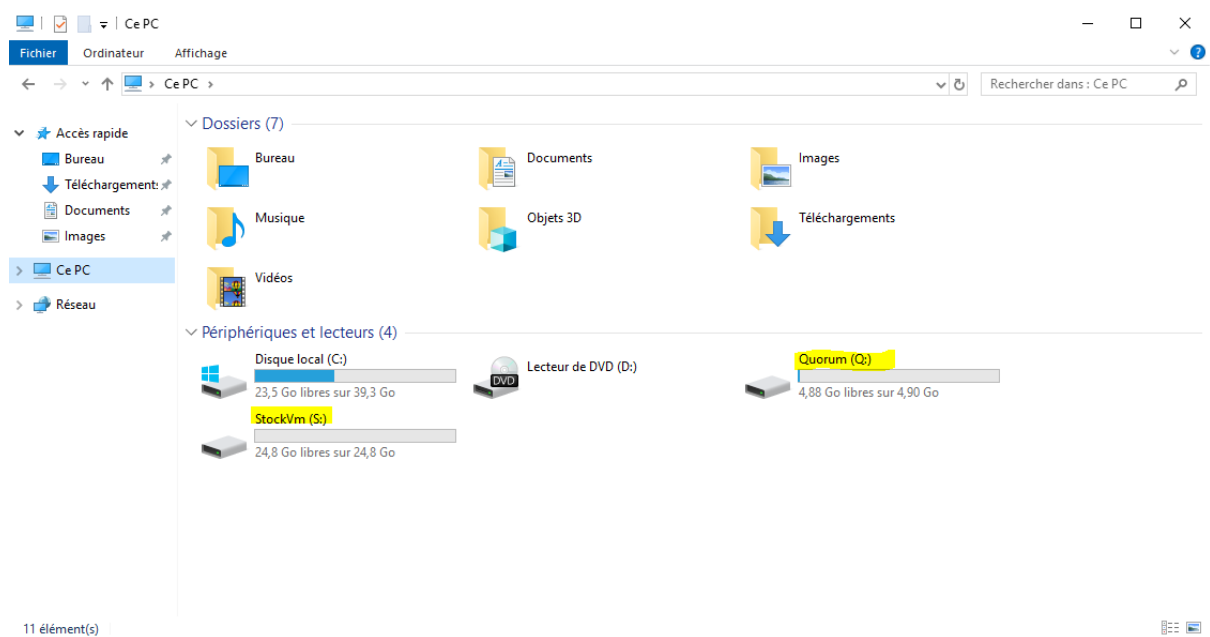 Ce PC
Fichier Ordinateur Affichage
Ce PC
Rechercher dans : Ce PC
Accès rapide
Bureau
Téléchargements
Documents
Images
Ce PC
Réseau
Dossiers (7)
Bureau Documents Images
Musique Objets 3D Téléchargements
Vidéos
Périphériques et lecteurs (4)
Disque local (C:)
23,5 Go libres sur 39,3 Go
Lecteur de DVD (D:)
DVD
Quorum (Q:)
4,88 Go libres sur 4,90 Go
StockVm (S:)
24,8 Go libres sur 24,8 Go
11 élément(s)